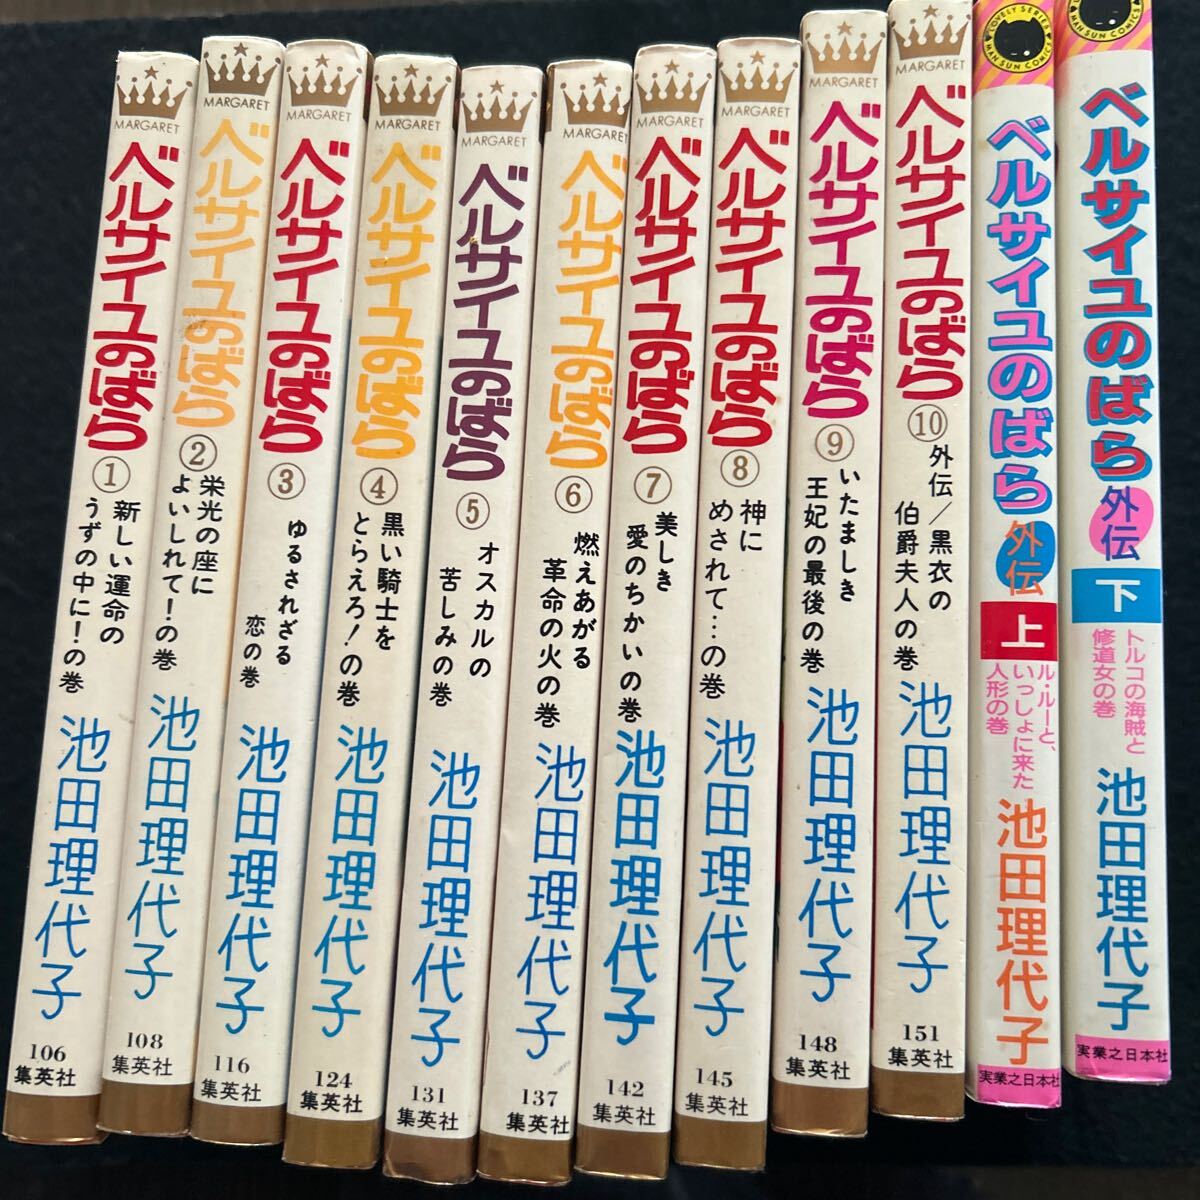 MARGARET
ベルサイユのばら
①
新しい運命の
うずの中に!の巻
池田理代子
106
集英社
MARGARET
ベルサイユのばら
②
栄光の座に
よいしれて!の巻
池田理代子
108
集英社
MARGARET
ベルサイユのばら
③
ゆるされざる
恋の巻
池田理代子
116
集英社
MARGARET
ベルサイユのばら
④
黒い騎士を
とらえろ!の巻
池田理代子
124
集英社
MARGARET
ベルサイユのばら
⑤
オスカルの
苦しみの巻
池田理代子
131
集英社
MARGARET
ベルサイユのばら
⑥
燃えあがる
革命の火の巻
池田理代子
137
集英社
MARGARET
ベルサイユのばら
⑦
美しき
愛のちかいの巻
池田理代子
142
集英社
MARGARET
ベルサイユのばら
⑧
神に
めされて…の巻
池田理代子
145
集英社
MARGARET
ベルサイユのばら
⑨
いたましき
王妃の最後の巻
池田理代子
148
集英社
MARGARET
ベルサイユのばら
⑩
外伝/黒衣の
伯爵夫人の巻
池田理代子
151
集英社
LOVELY SERIES
MAN SUN COMICS
ベルサイユのばら
外伝
上
ル・ルーと、
いっしょに来た
人形の巻
池田理代子
実業之日本社
MAN SUN COMICS
ベルサイユのばら
外伝
下
トルコの海賊と
修道女の巻
池田理代子
実業之日本社